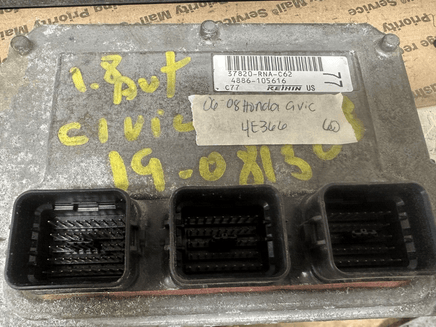 37820-RNA-C62
4886-105616
C77
KEIHIN US
77
1.8 aut
06-08 Honda Civic
4E366
60
CIVIC
19-0813
Priority Mail